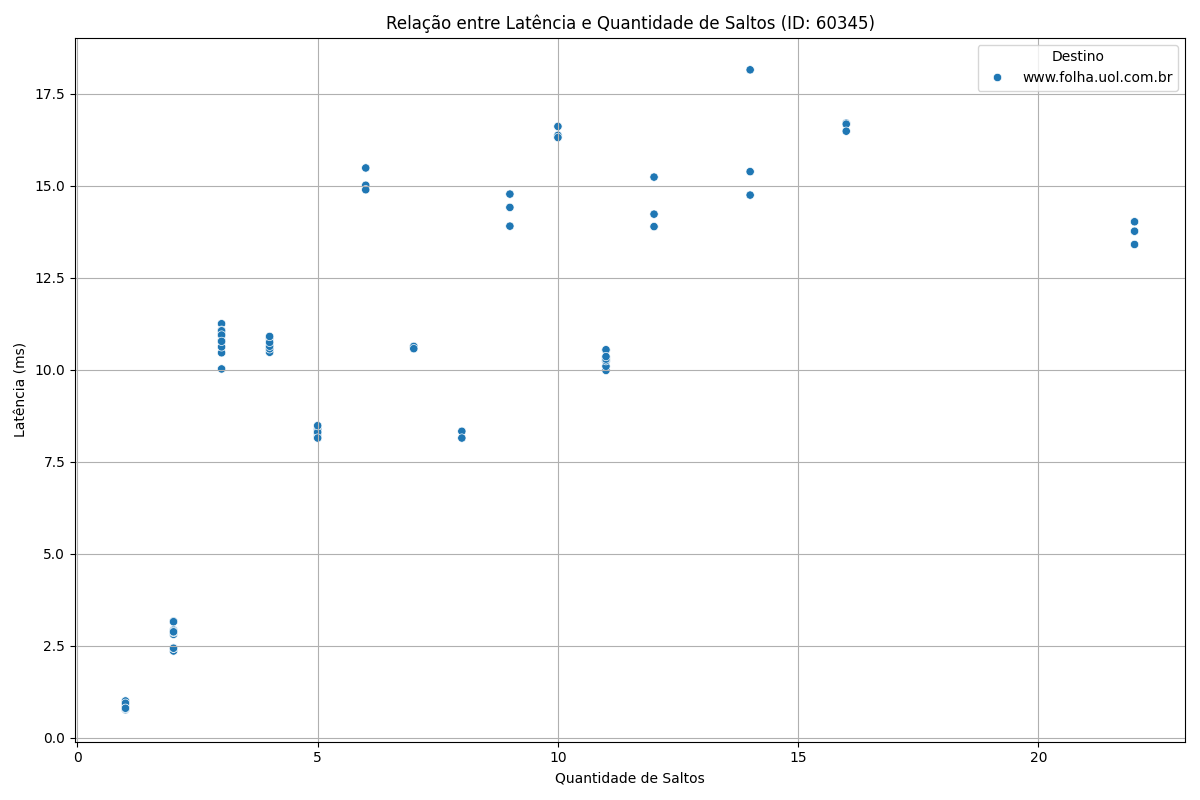 Relação entre Latência e Quantidade de Saltos (ID: 60345)
Destino
www.folha.uol.com.br
17.5
15.0
12.5
10.0
7.5
5.0
2.5
0.0
Latência (ms)
0 5 10 15 20
Quantidade de Saltos